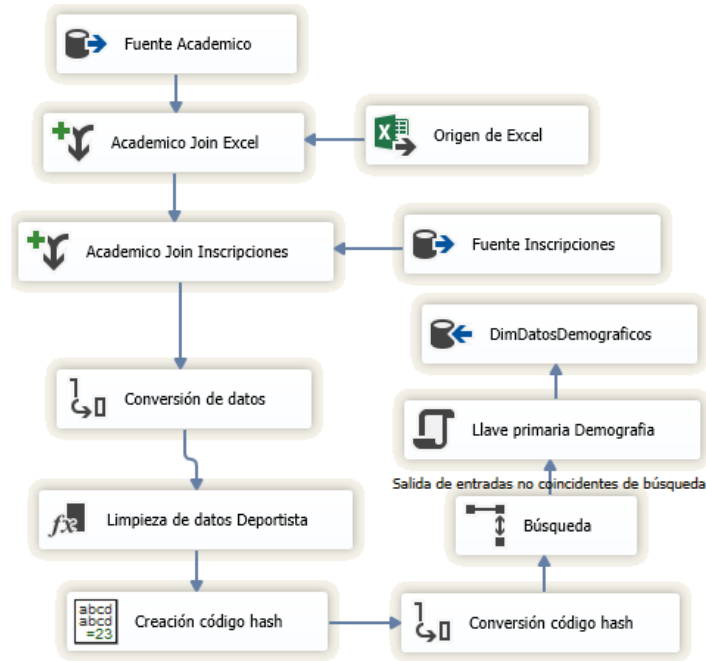 Fuente Academico
Academico Join Excel
Origen de Excel
Academico Join Inscripciones
Fuente Inscripciones
DimDatosDemograficos
Conversión de datos
Llave primaria Demografia
Salida de entradas no coincidentes de búsqueda
Limpieza de datos Deportista
fx
Búsqueda
abcd
abcd
=23
Creación código hash
Conversión código hash